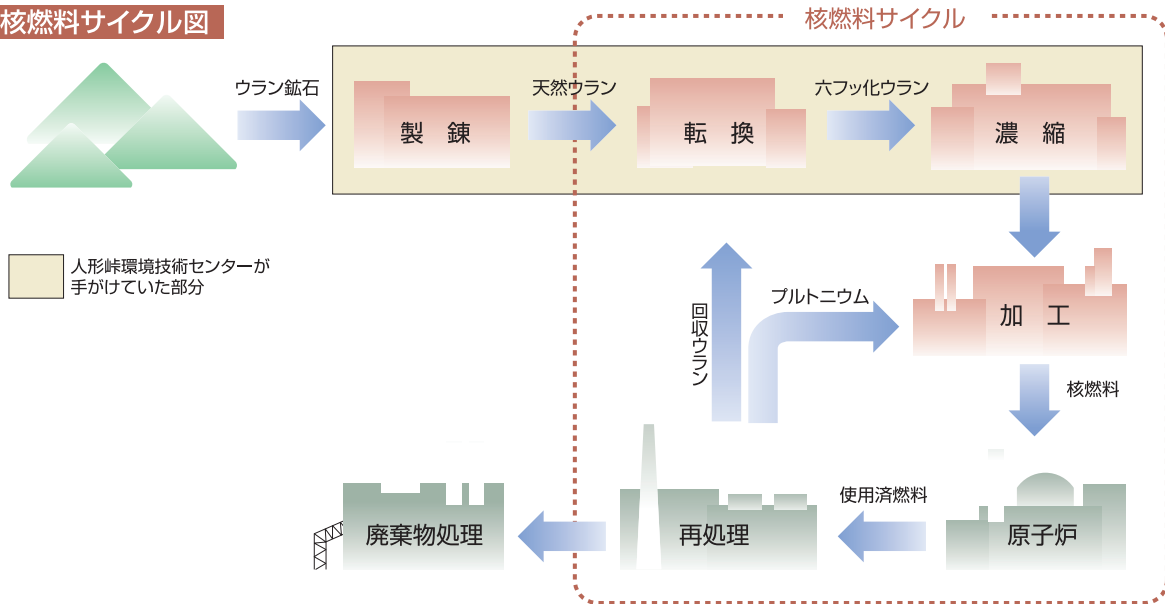 核燃料サイクル図
核燃料サイクル
ウラン鉱石
製錬
天然ウラン
転換
六フッ化ウラン
濃縮
人形峠環境技術センターが
手がけていた部分
回収ウラン
プルトニウム
加工
核燃料
廃棄物処理
再処理
使用済燃料
原子炉